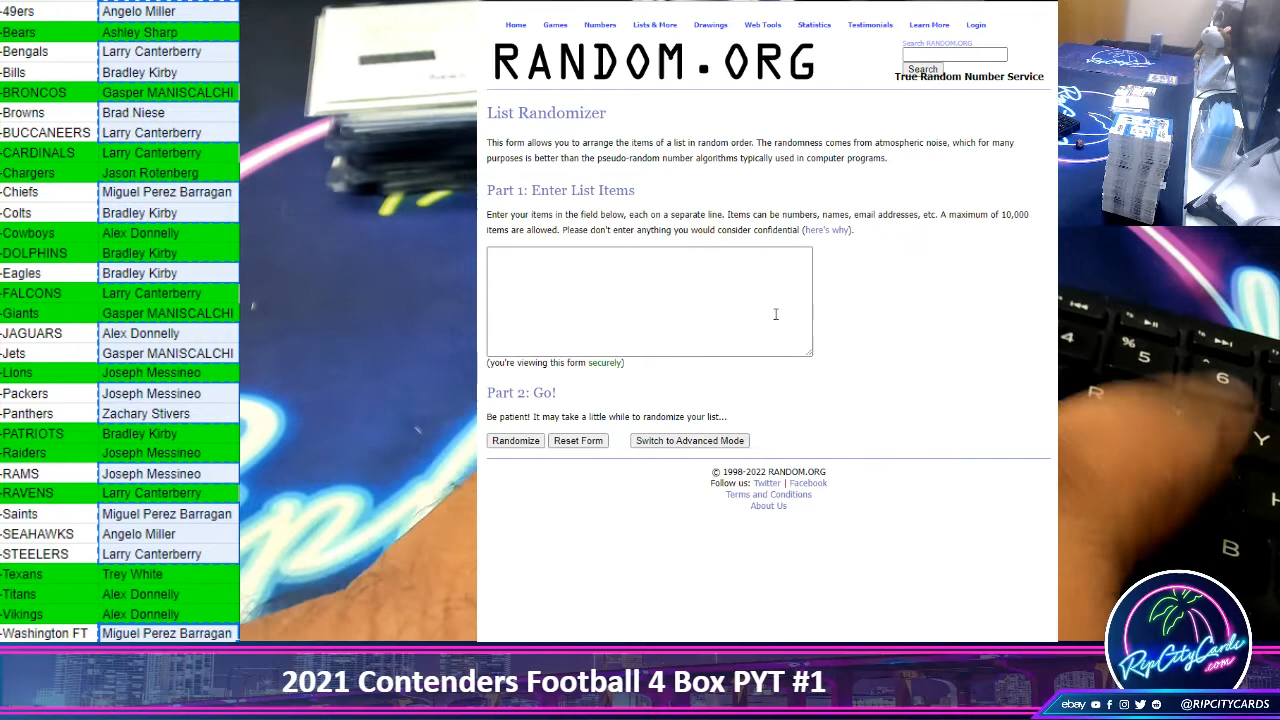 -49ers Angelo Miller
-Bears Ashley Sharp
-Bengals Larry Canterberry
-Bills Bradley Kirby
-BRONCOS Gasper MANISCALCHI
-Browns Brad Niese
-BUCCANEERS Larry Canterberry
-CARDINALS Larry Canterberry
-Chargers Jason Rotenberg
-Chiefs Miguel Perez Barragan
-Colts Bradley Kirby
-Cowboys Alex Donnelly
-DOLPHINS Bradley Kirby
-Eagles Bradley Kirby
-FALCONS Larry Canterberry
-Giants Gasper MANISCALCHI
-JAGUARS Alex Donnelly
-Jets Gasper MANISCALCHI
-Lions Joseph Messineo
-Packers Joseph Messineo
-Panthers Zachary Stivers
-PATRIOTS Bradley Kirby
-Raiders Joseph Messineo
-RAMS Joseph Messineo
-RAVENS Larry Canterberry
-Saints Miguel Perez Barragan
-SEAHAWKS Angelo Miller
-STEELERS Larry Canterberry
-Texans Trey White
-Titans Alex Donnelly
-Vikings Alex Donnelly
-Washington FT Miguel Perez Barragan
Home Games Numbers Lists & More Drawings Web Tools Statistics Testimonials Learn More Login
RANDOM.ORG
Search RANDOM.ORG
Search
True Random Number Service
List Randomizer
This form allows you to arrange the items of a list in random order. The randomness comes from atmospheric noise, which for many
purposes is better than the pseudo-random number algorithms typically used in computer programs.
Part 1: Enter List Items
Enter your items in the field below, each on a separate line. Items can be numbers, names, email addresses, etc. A maximum of 10,000
items are allowed. Please don't enter anything you would consider confidential (here's why).
(you're viewing this form securely)
Part 2: Go!
Be patient! It may take a little while to randomize your list...
Randomize Reset Form Switch to Advanced Mode
© 1998-2022 RANDOM.ORG
Follow us: Twitter | Facebook
Terms and Conditions
About Us
%
5
6
R
Y
H
B
2021 Contenders Football 4 Box PYT #1
RipCityCards
.com
ebay @RIPCITYCARDS